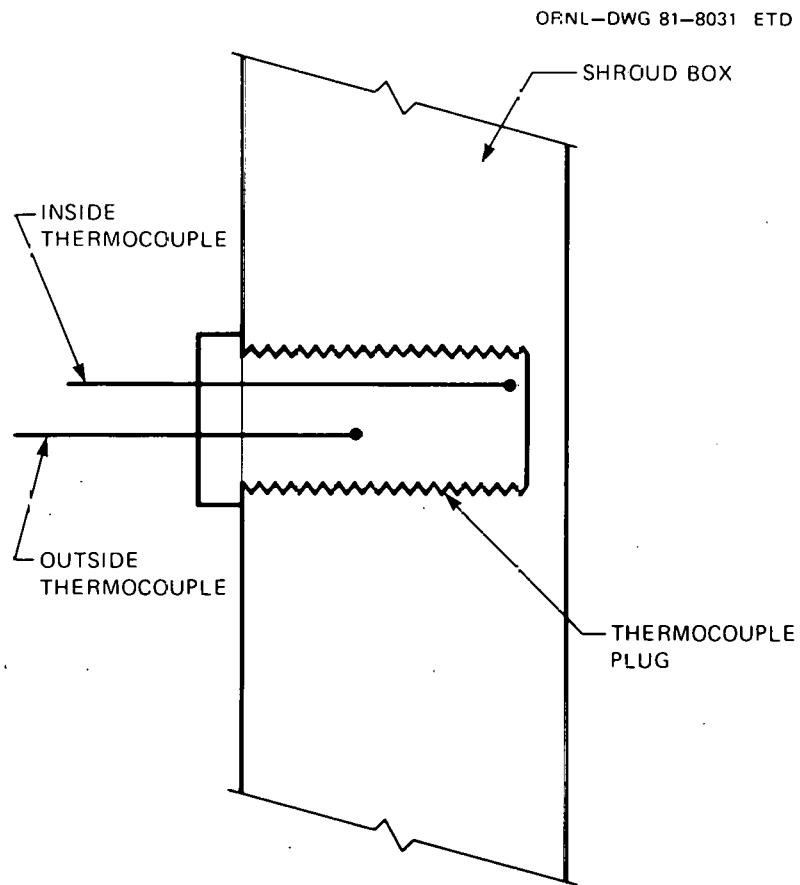 ORNL-DWG 81-8031 ETD
SHROUD BOX
INSIDE
THERMOCOUPLE
OUTSIDE
THERMOCOUPLE
THERMOCOUPLE
PLUG